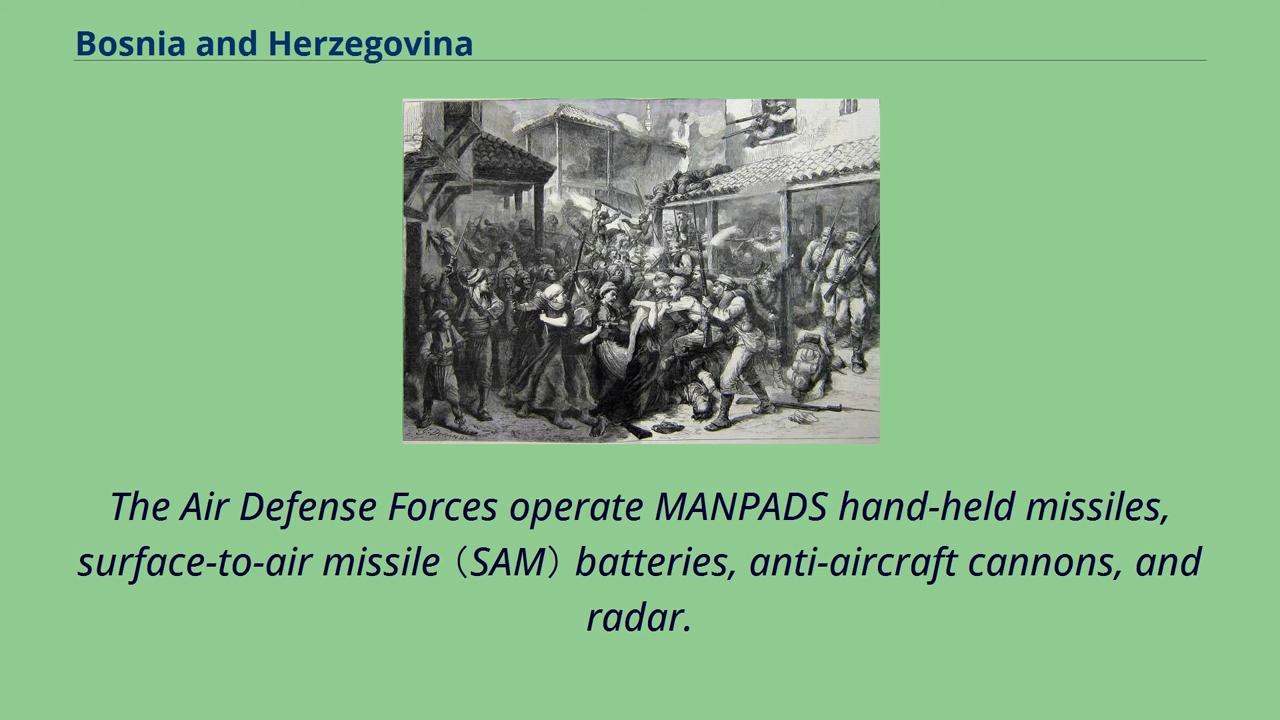 Bosnia and Herzegovina
The Air Defense Forces operate MANPADS hand-held missiles,
surface-to-air missile（SAM）batteries, anti-aircraft cannons, and
radar.